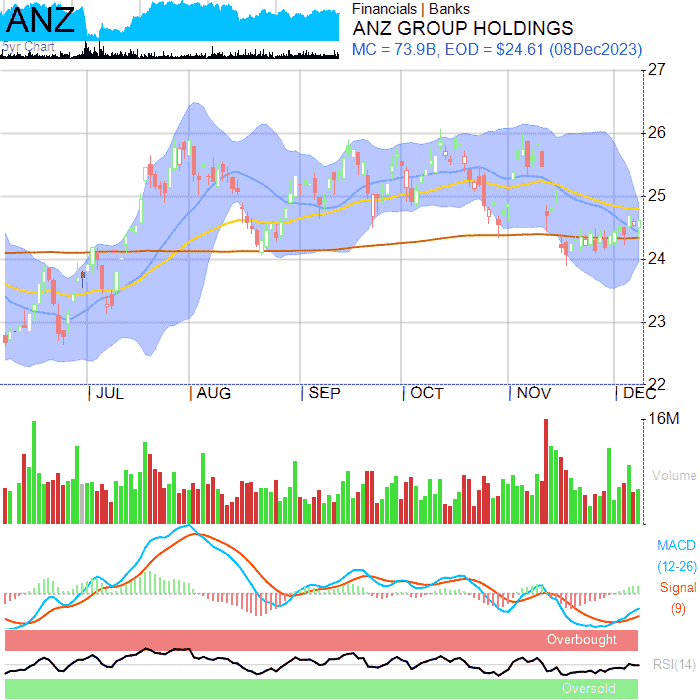 ANZ
5yr Chart
Financials | Banks
ANZ GROUP HOLDINGS
MC = 73.9B, EOD = $24.61 (08Dec2023)
27
26
25
24
23
22
JUL AUG SEP OCT NOV DEC
16M
Volume
MACD
(12-26)
Signal
(9)
Overbought
RSI(14)
Oversold